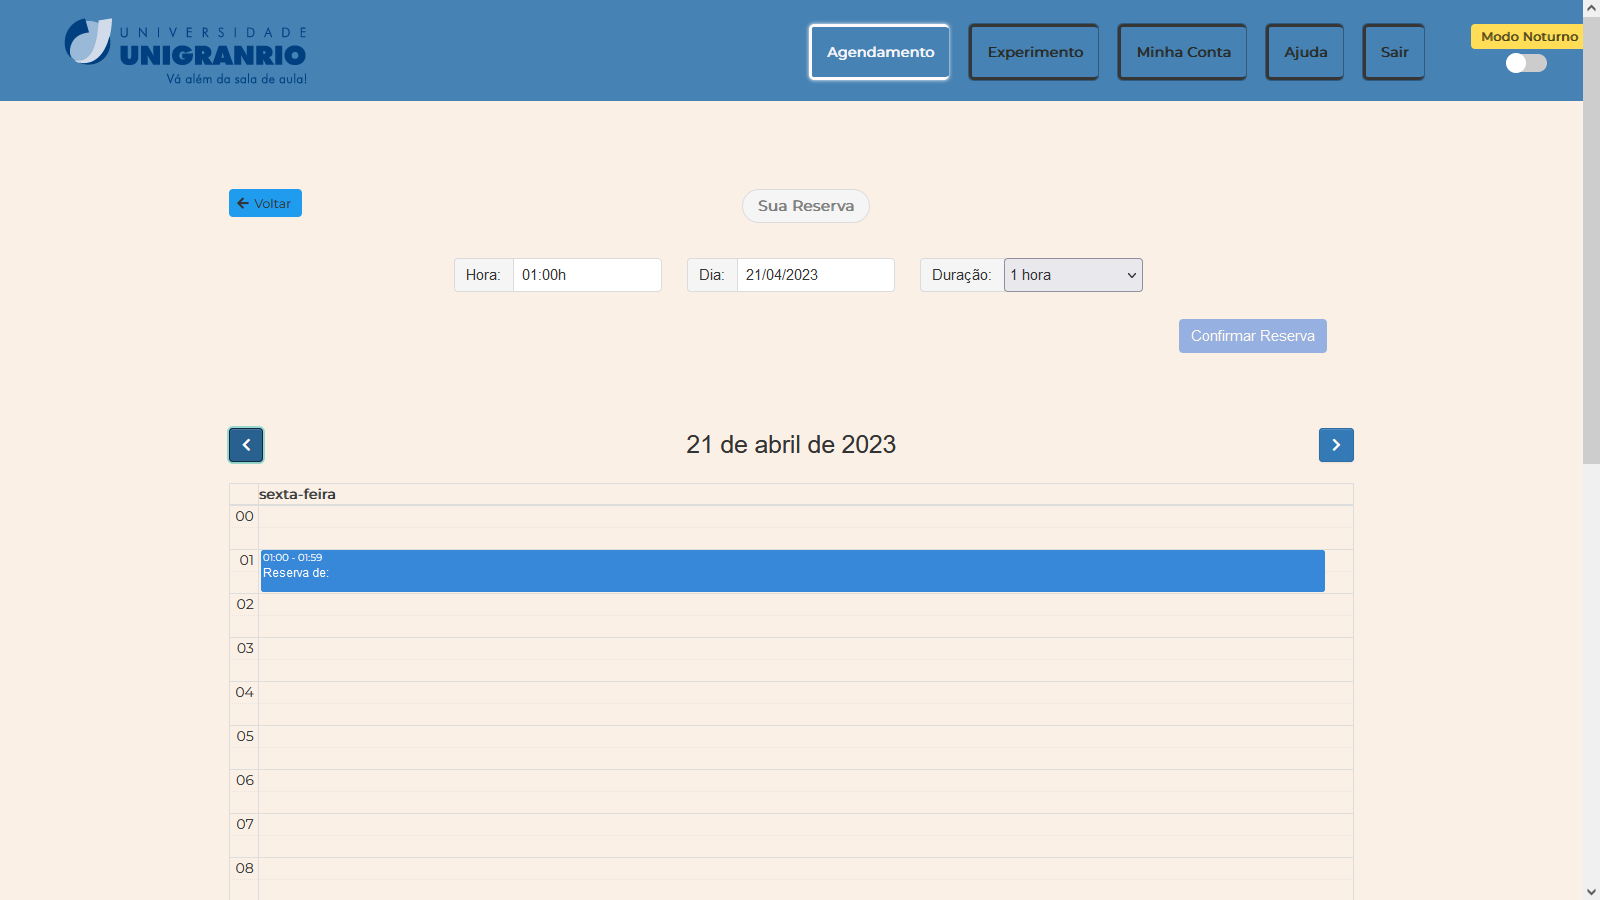 UNIVERSIDADE
UNIGRANRIO
Vá além da sala de aula!
Agendamento
Experimento
Minha Conta
Ajuda
Sair
Modo Noturno
Voltar
Sua Reserva
Hora: 01:00h
Dia: 21/04/2023
Duração: 1 hora
Confirmar Reserva
21 de abril de 2023
sexta-feira
00
01
01:00 - 01:59
Reserva de:
02
03
04
05
06
07
08